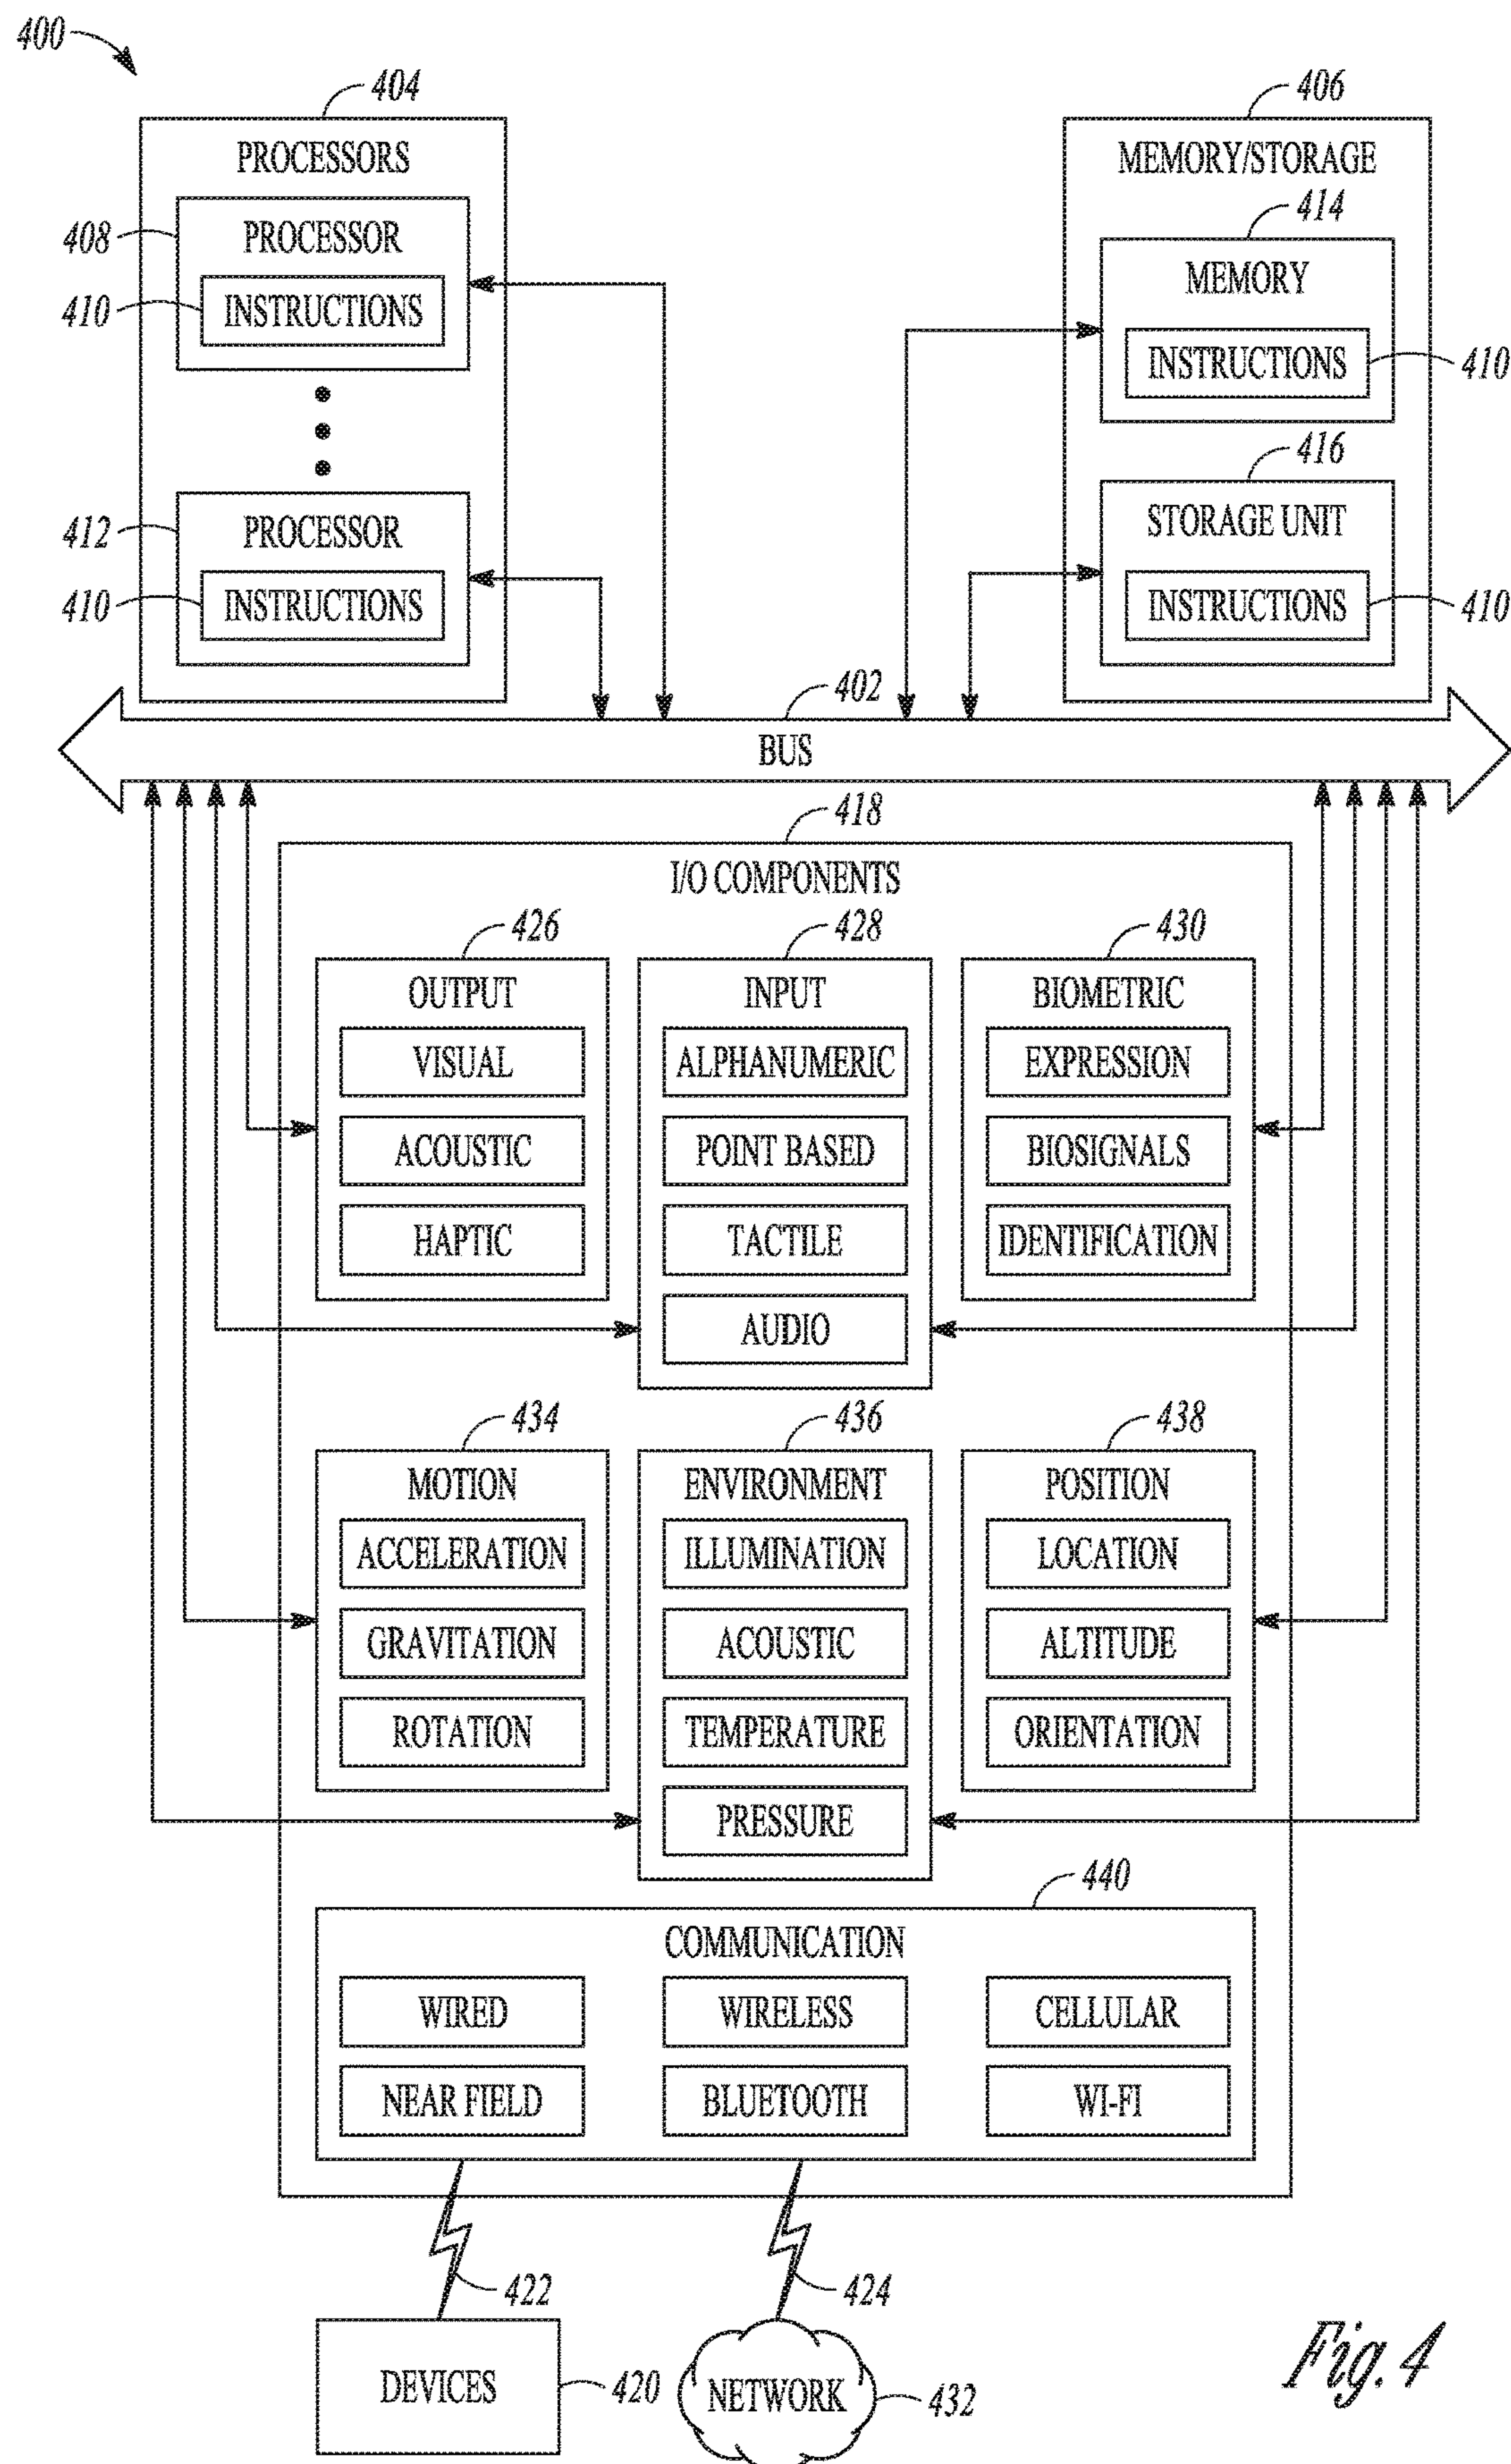 400
404
406
PROCESSORS
MEMORY/STORAGE
408
PROCESSOR
414
410
INSTRUCTIONS
MEMORY
INSTRUCTIONS
410
416
412
PROCESSOR
STORAGE UNIT
410
INSTRUCTIONS
INSTRUCTIONS
410
402
BUS
418
I/O COMPONENTS
426
428
430
OUTPUT
INPUT
BIOMETRIC
VISUAL
ALPHANUMERIC
EXPRESSION
ACOUSTIC
POINT BASED
BIOSIGNALS
HAPTIC
TACTILE
IDENTIFICATION
AUDIO
434
436
438
MOTION
ENVIRONMENT
POSITION
ACCELERATION
ILLUMINATION
LOCATION
GRAVITATION
ACOUSTIC
ALTITUDE
ROTATION
TEMPERATURE
ORIENTATION
PRESSURE
440
COMMUNICATION
WIRED
WIRELESS
CELLULAR
NEAR FIELD
BLUETOOTH
WI-FI
422
424
DEVICES
420
NETWORK
432
Fig. 4